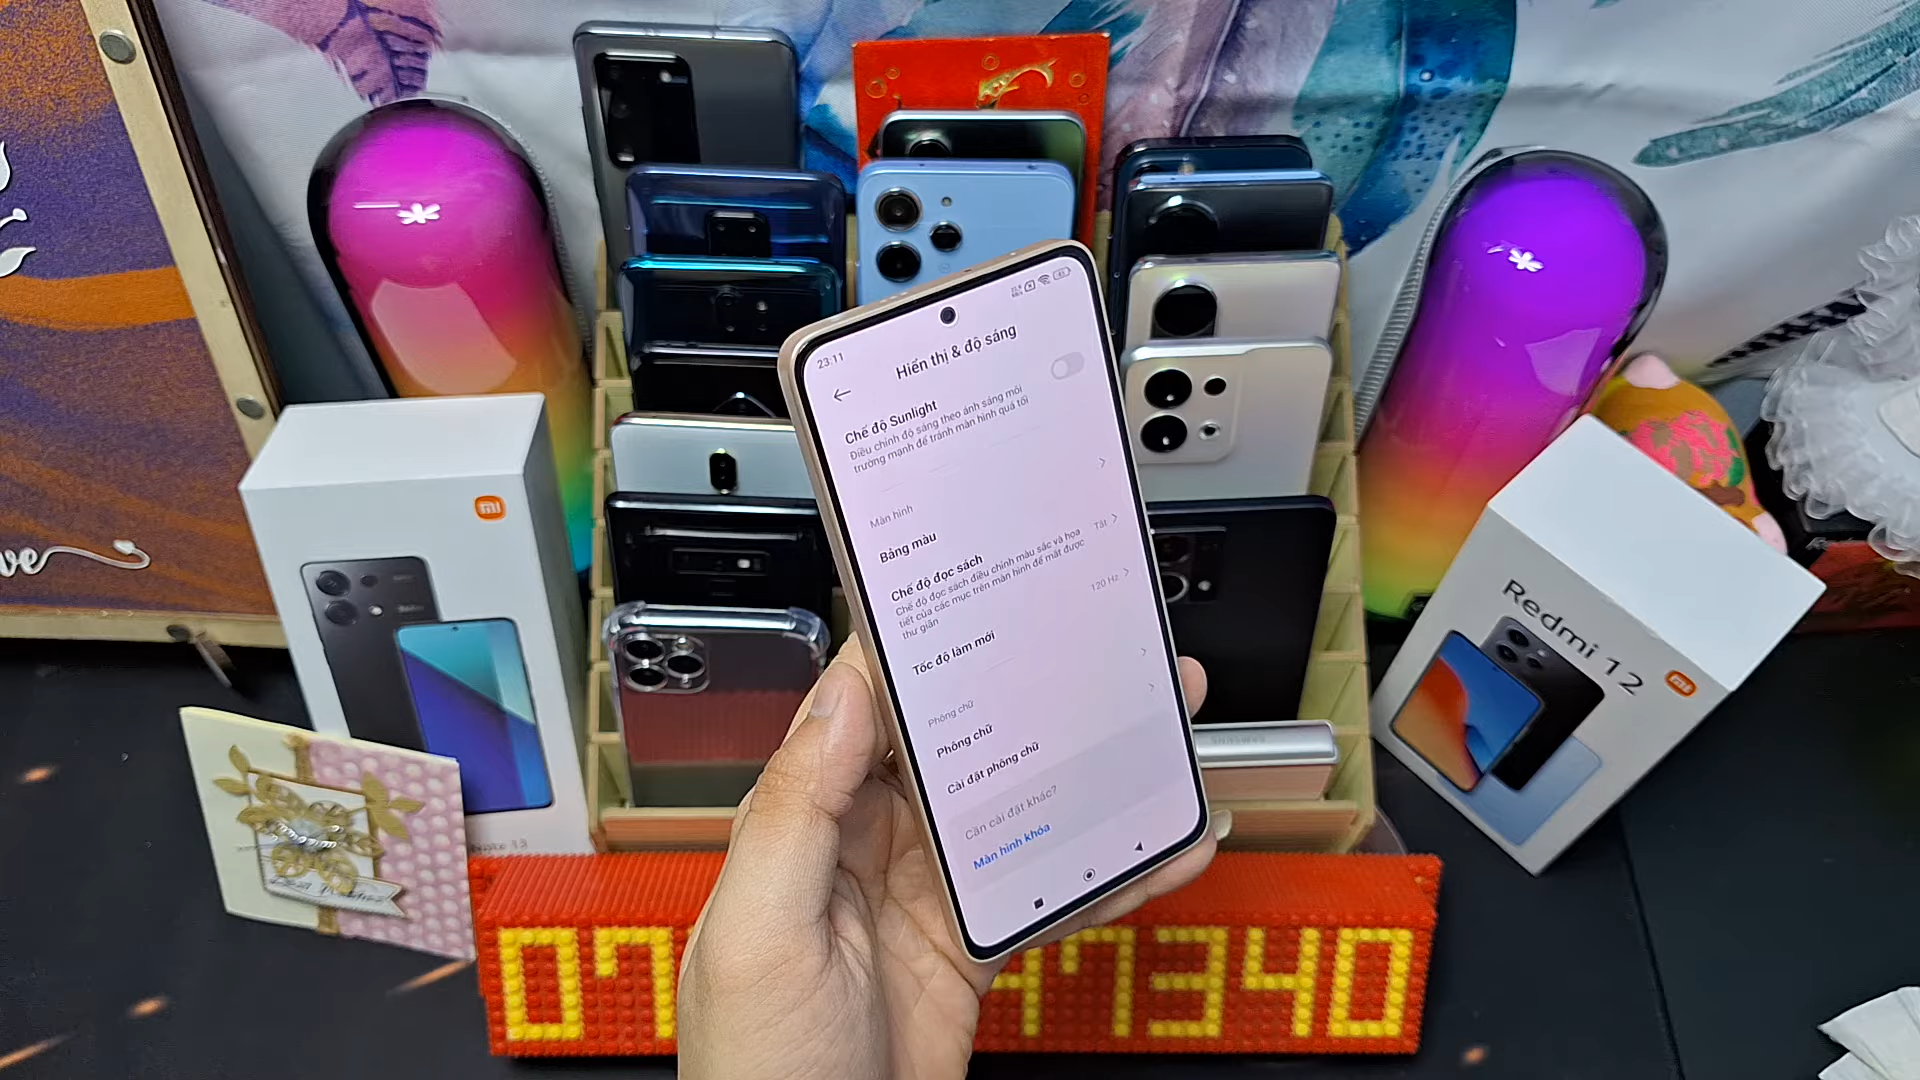 23:11
Hiển thị & độ sáng
Chế độ Sunlight
Điều chỉnh độ sáng theo ánh sáng môi
trường mạnh để tránh màn hình quá tối
Màn hình
Bảng màu
Chế độ đọc sách
Tắt
Chế độ đọc sách điều chỉnh màu sắc và họa
tiết của các mục trên màn hình để mắt được
thư giãn
Tốc độ làm mới
120 Hz
Phông chữ
Phông chữ
Cài đặt phông chữ
Cần cài đặt khác?
Màn hình khóa
mi
Redmi 12
mi
Note 13
SAMSUNG
07
47340